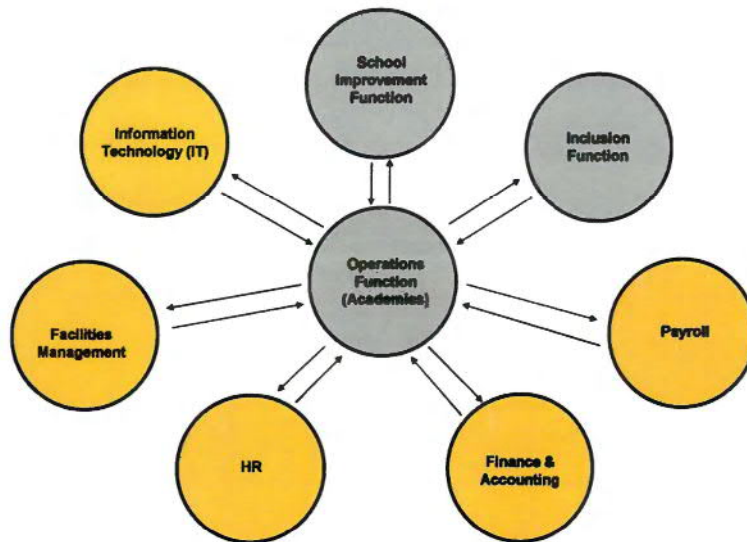 School
Improvement
Function
Information
Technology (IT)
Inclusion
Function
Operations
Function
(Academies)
Facilities
Management
Payroll
HR
Finance &
Accounting